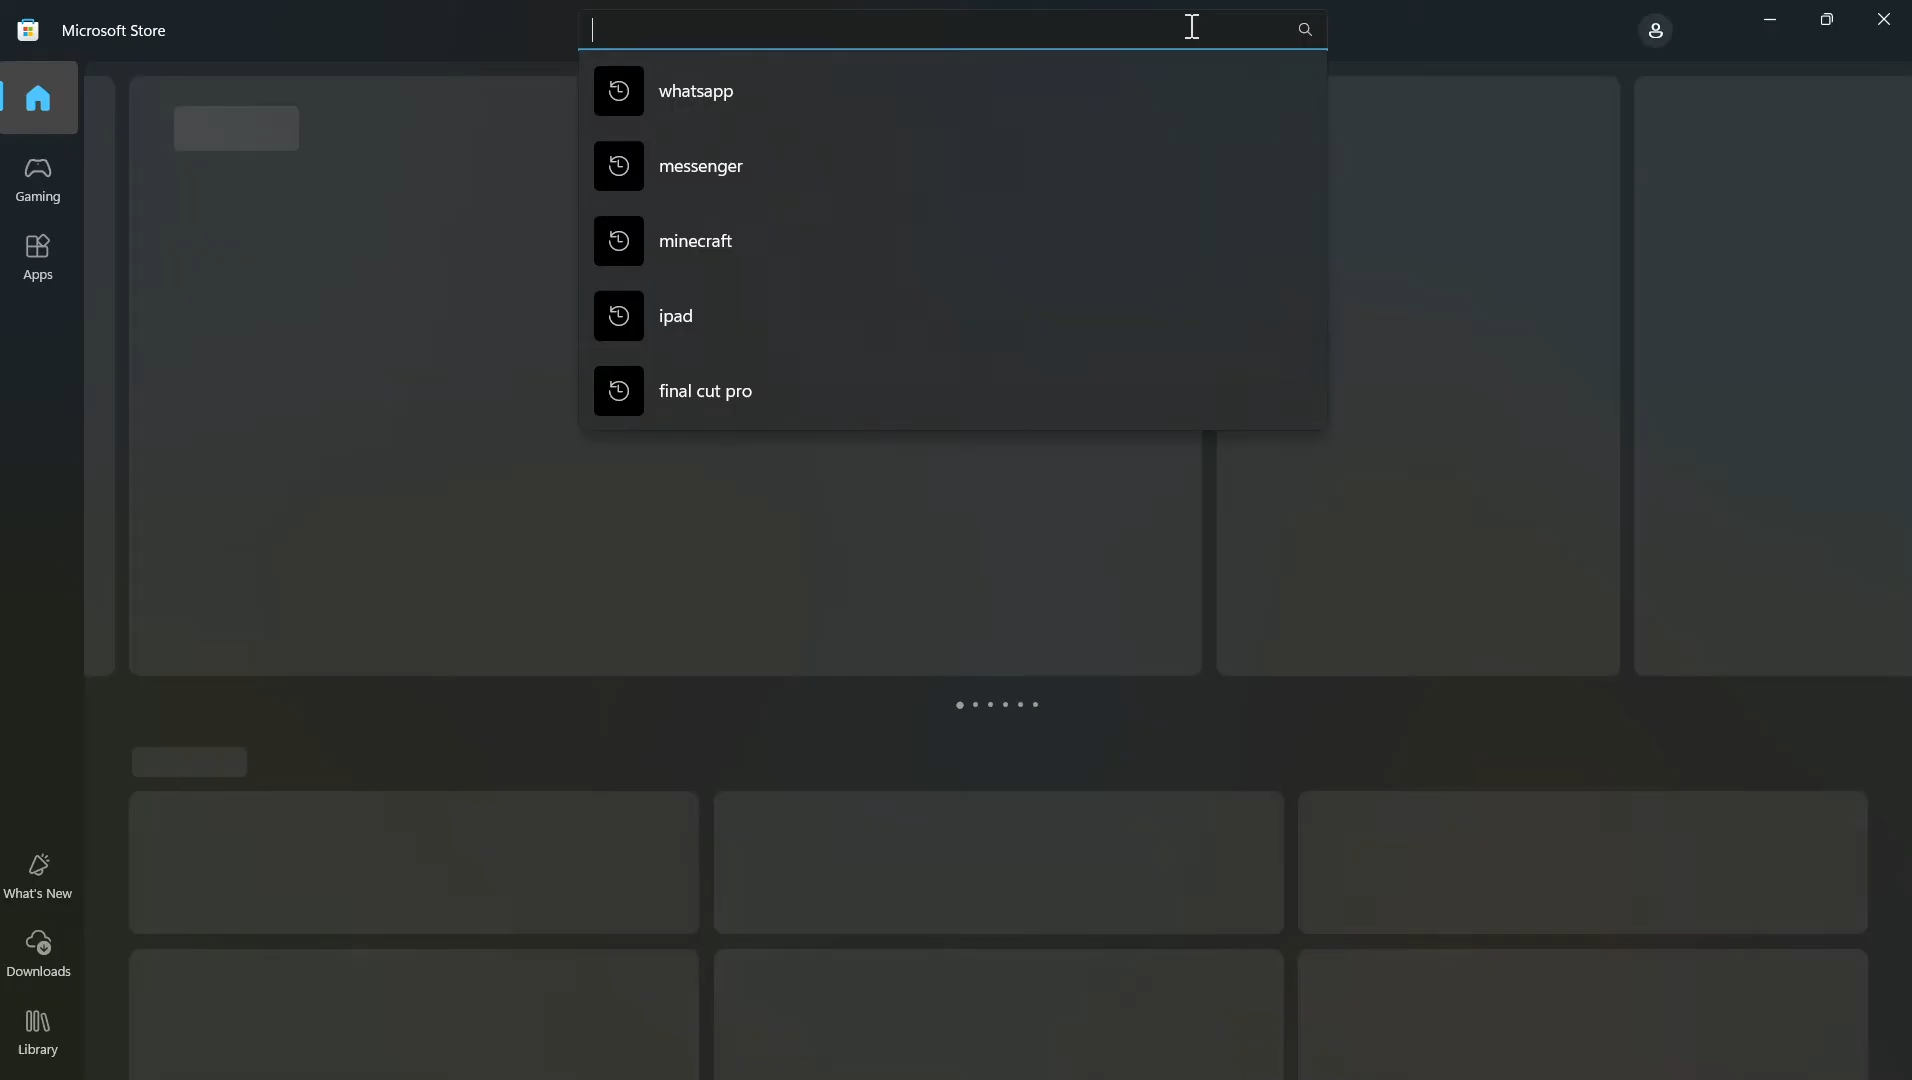 Microsoft Store
whatsapp
messenger
minecraft
ipad
final cut pro
Gaming
Apps
What's New
Downloads
Library